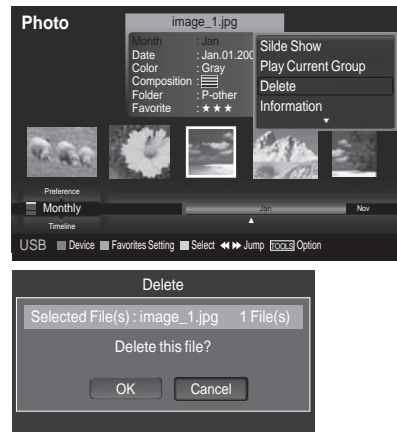 Photo
image_1.jpg
Month : Jan
Date : Jan.01.200
Color : Gray
Composition :
Folder : P-other
Favorite : ★ ★ ★
Silde Show
Play Current Group
Delete
Information
▼
Preference
Monthly
Jan
Nov
Timeline
▲
USB Device Favorites Setting Select ◀◀ ▶▶ Jump TOOLS Option
Delete
Selected File(s) : image_1.jpg 1 File(s)
Delete this file?
OK Cancel